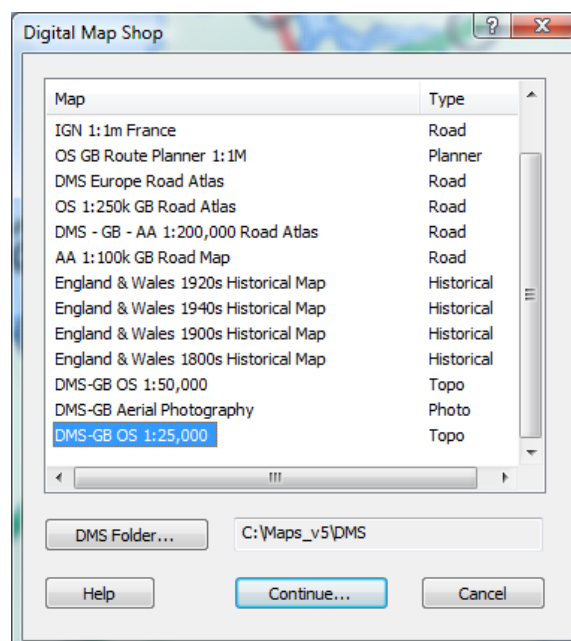 Digital Map Shop
Map Type
IGN 1:1m France Road
OS GB Route Planner 1:1M Planner
DMS Europe Road Atlas Road
OS 1:250k GB Road Atlas Road
DMS - GB - AA 1:200,000 Road Atlas Road
AA 1:100k GB Road Map Road
England & Wales 1920s Historical Map Historical
England & Wales 1940s Historical Map Historical
England & Wales 1900s Historical Map Historical
England & Wales 1800s Historical Map Historical
DMS-GB OS 1:50,000 Topo
DMS-GB Aerial Photography Photo
DMS-GB OS 1:25,000 Topo
DMS Folder... C:\Maps_v5\DMS
Help Continue... Cancel